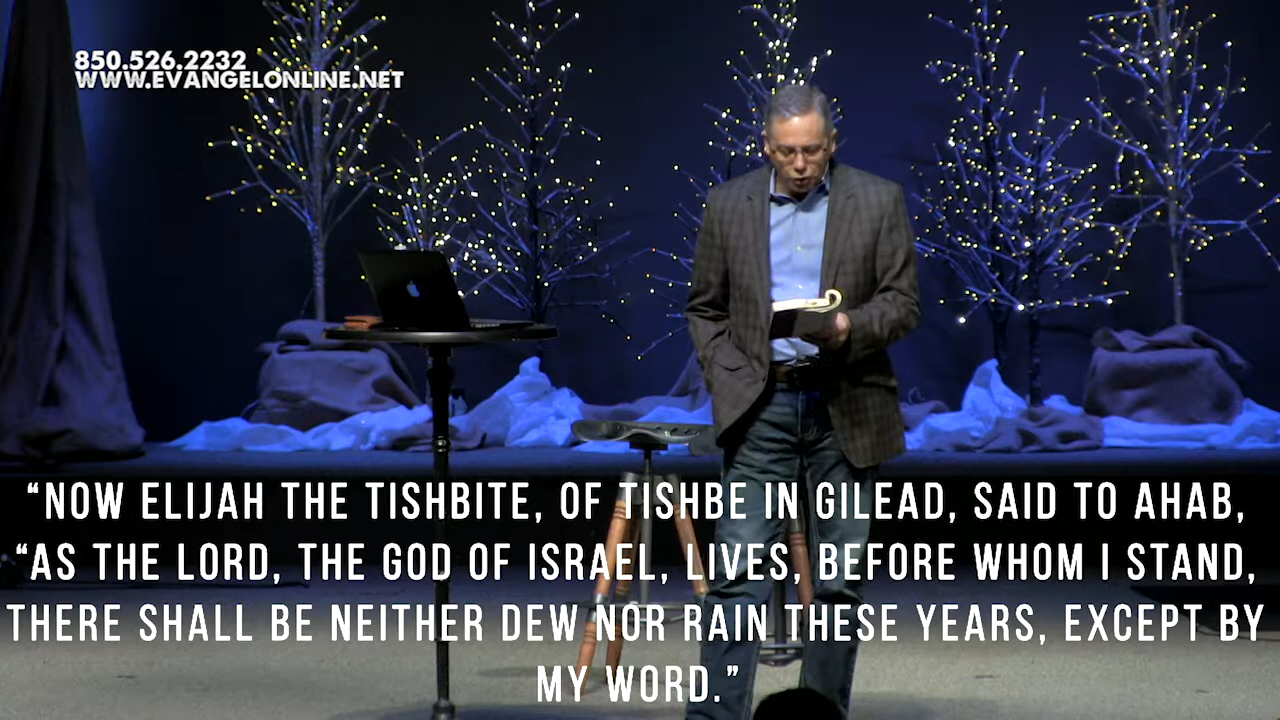 850.526.2232
WWW.EVANGELONLINE.NET
“NOW ELIJAH THE TISHBITE, OF TISHBE IN GILEAD, SAID TO AHAB,
“AS THE LORD, THE GOD OF ISRAEL, LIVES, BEFORE WHOM I STAND,
THERE SHALL BE NEITHER DEW NOR RAIN THESE YEARS, EXCEPT BY
MY WORD.”